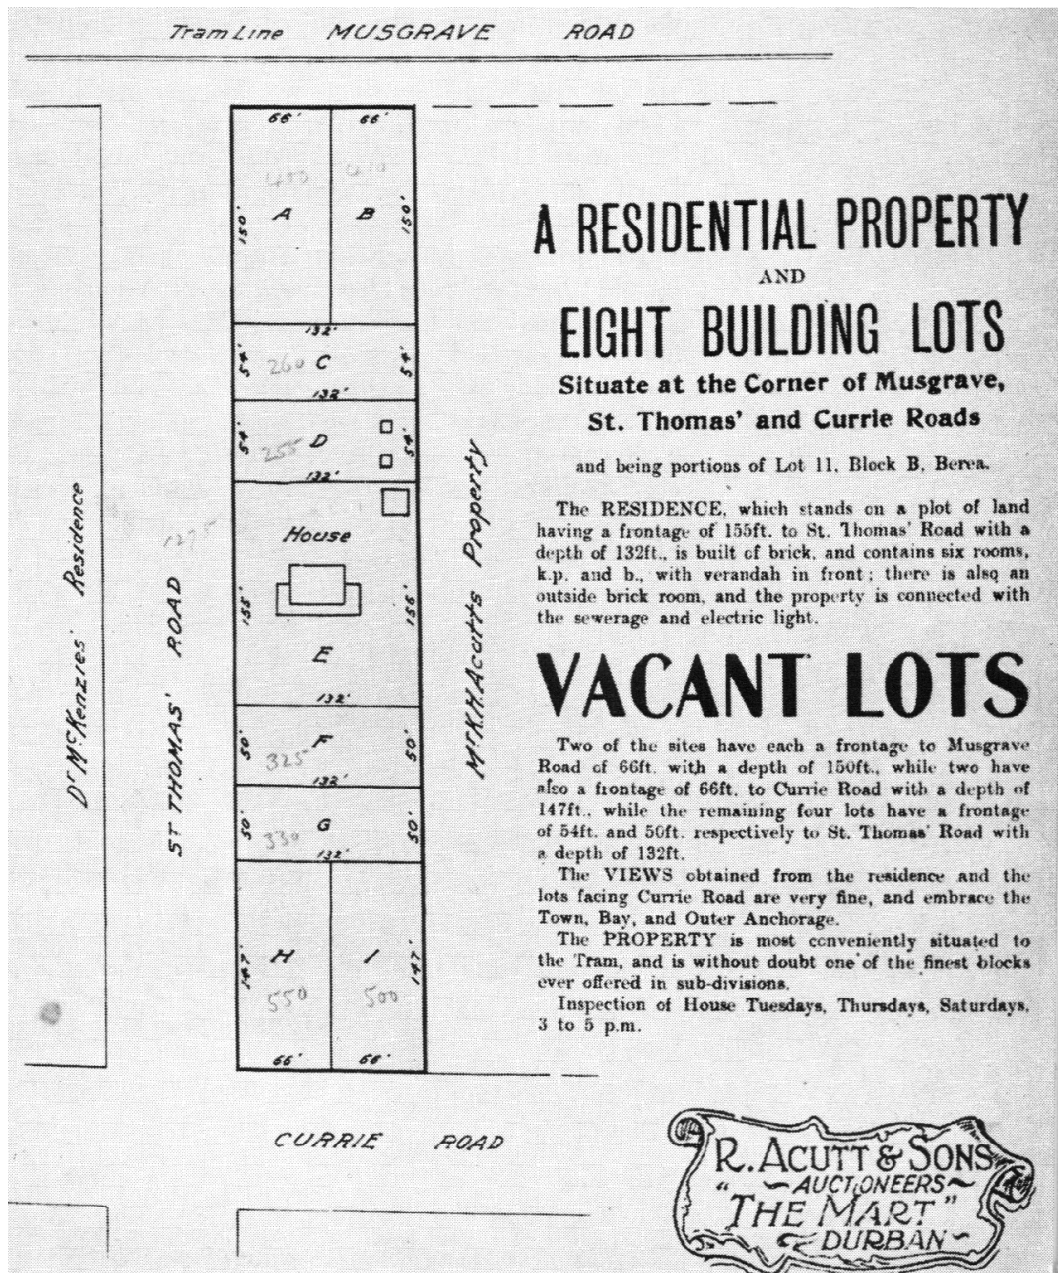 Tram Line MUSGRAVE ROAD
66' 66'
400 410
A B
150' 150'
132'
54' 260 C 54'
132'
54' 255 D 54'
132'
House
155' 155'
E
132'
50' F 50'
325
132'
50' G 50'
330
132'
147' H I 147'
550 500
66' 66'
CURRIE ROAD
Dr McKenzies' Residence
1275
ST THOMAS' ROAD
Mr K.H. Acutts Property
A RESIDENTIAL PROPERTY
AND
EIGHT BUILDING LOTS
Situate at the Corner of Musgrave,
St. Thomas' and Currie Roads
and being portions of Lot 11, Block B, Berea.
The RESIDENCE, which stands on a plot of land
having a frontage of 155ft. to St. Thomas' Road with a
depth of 132ft., is built of brick, and contains six rooms,
k.p. and b., with verandah in front; there is also an
outside brick room, and the property is connected with
the sewerage and electric light.
VACANT LOTS
Two of the sites have each a frontage to Musgrave
Road of 66ft. with a depth of 150ft., while two have
also a frontage of 66ft. to Currie Road with a depth of
147ft., while the remaining four lots have a frontage
of 54ft. and 50ft. respectively to St. Thomas' Road with
a depth of 132ft.
The VIEWS obtained from the residence and the
lots facing Currie Road are very fine, and embrace the
Town, Bay, and Outer Anchorage.
The PROPERTY is most conveniently situated to
the Tram, and is without doubt one of the finest blocks
ever offered in sub-divisions.
Inspection of House Tuesdays, Thursdays, Saturdays,
3 to 5 p.m.
R. ACUTT & SONS
AUCTIONEERS
"THE MART"
DURBAN